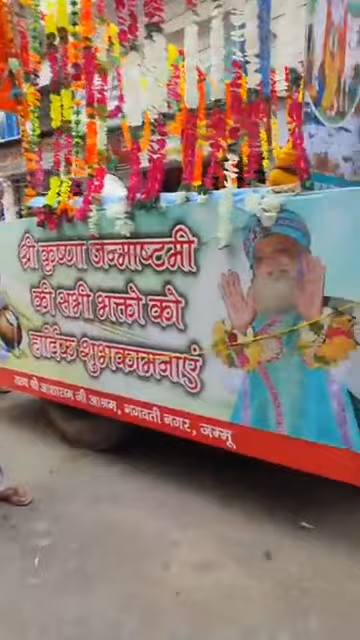 श्री कृष्णा जन्माष्टमी
की सभी भक्तो को
हार्दिक शुभकामनाएं
श्री आसाराम जी आश्रम, भगवती नगर, जम्मू